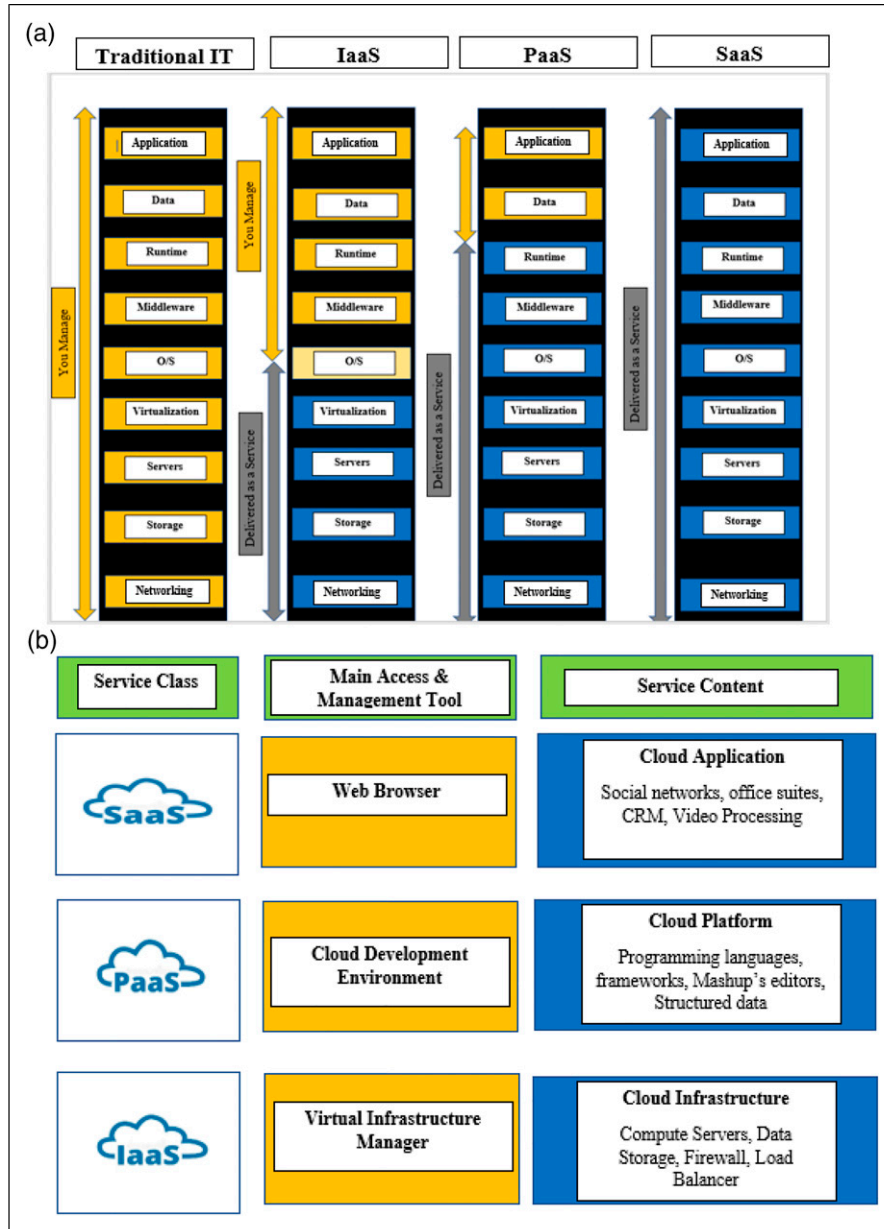 (a)
Traditional IT
IaaS
PaaS
SaaS
You Manage
Application
Data
Runtime
Middleware
O/S
Virtualization
Servers
Storage
Networking
You Manage
Delivered as a Service
Application
Data
Runtime
Middleware
O/S
Virtualization
Servers
Storage
Networking
Delivered as a Service
Application
Data
Runtime
Middleware
O/S
Virtualization
Servers
Storage
Networking
Delivered as a Service
Application
Data
Runtime
Middleware
O/S
Virtualization
Servers
Storage
Networking
(b)
Service Class
Main Access &
Management Tool
Service Content
SaaS
Web Browser
Cloud Application
Social networks, office suites,
CRM, Video Processing
PaaS
Cloud Development
Environment
Cloud Platform
Programming languages,
frameworks, Mashup's editors,
Structured data
IaaS
Virtual Infrastructure
Manager
Cloud Infrastructure
Compute Servers, Data
Storage, Firewall, Load
Balancer